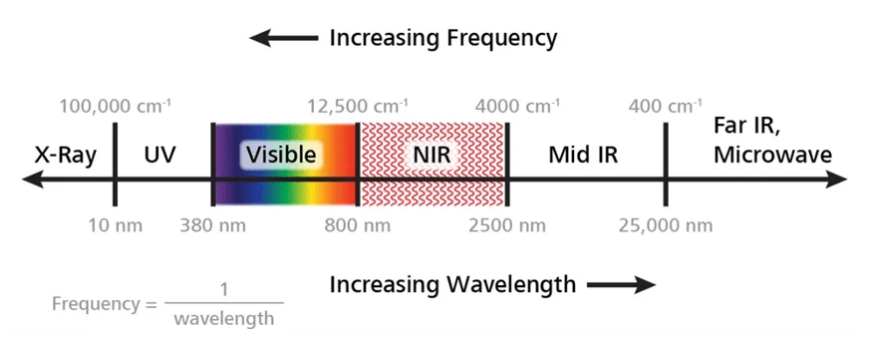 Increasing Frequency
100,000 cm⁻¹ 12,500 cm⁻¹ 4000 cm⁻¹ 400 cm⁻¹
X-Ray UV Visible NIR Mid IR Far IR,
Microwave
10 nm 380 nm 800 nm 2500 nm 25,000 nm
Increasing Wavelength
Frequency = 1
wavelength